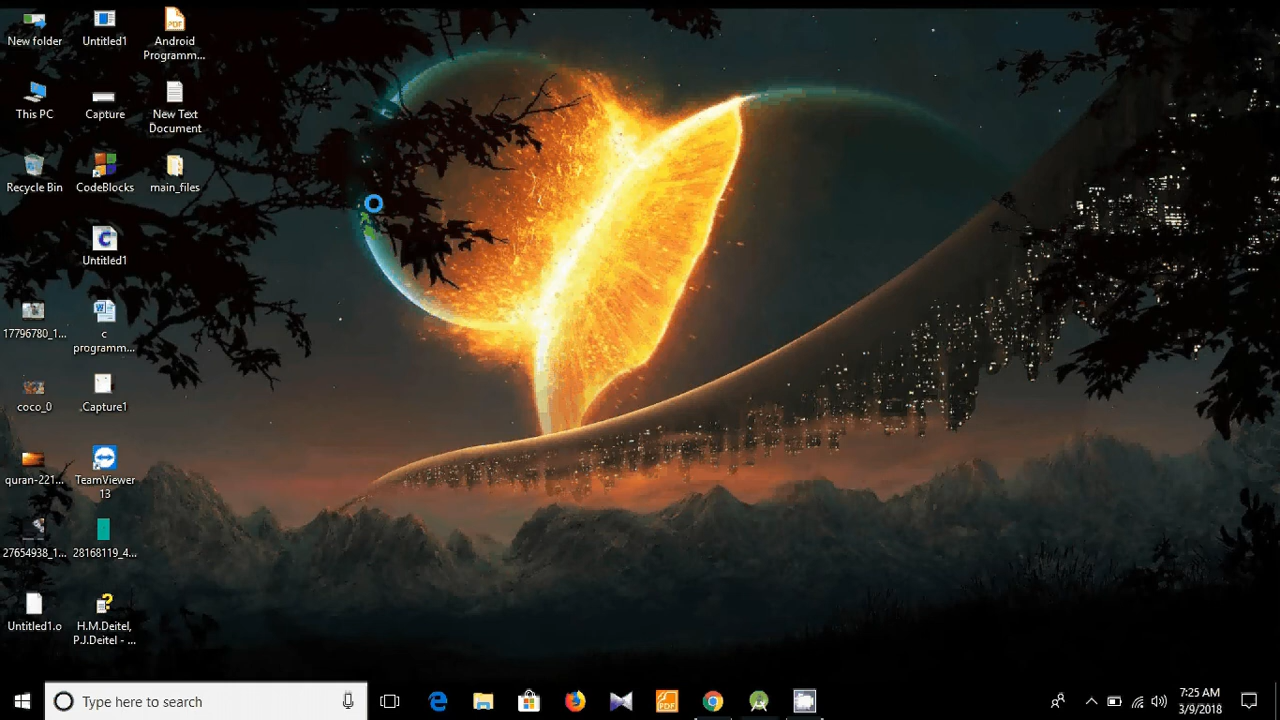 New folder
Untitled1
Android
Programm...
This PC
Capture
New Text
Document
Recycle Bin
CodeBlocks
main_files
Untitled1
17796780_1...
c
programm...
coco_0
Capture1
quran-221...
TeamViewer
13
27654938_1...
28168119_4...
Untitled1.o
H.M.Deitel,
P.J.Deitel - ...
Type here to search
PDF
7:25 AM
3/9/2018